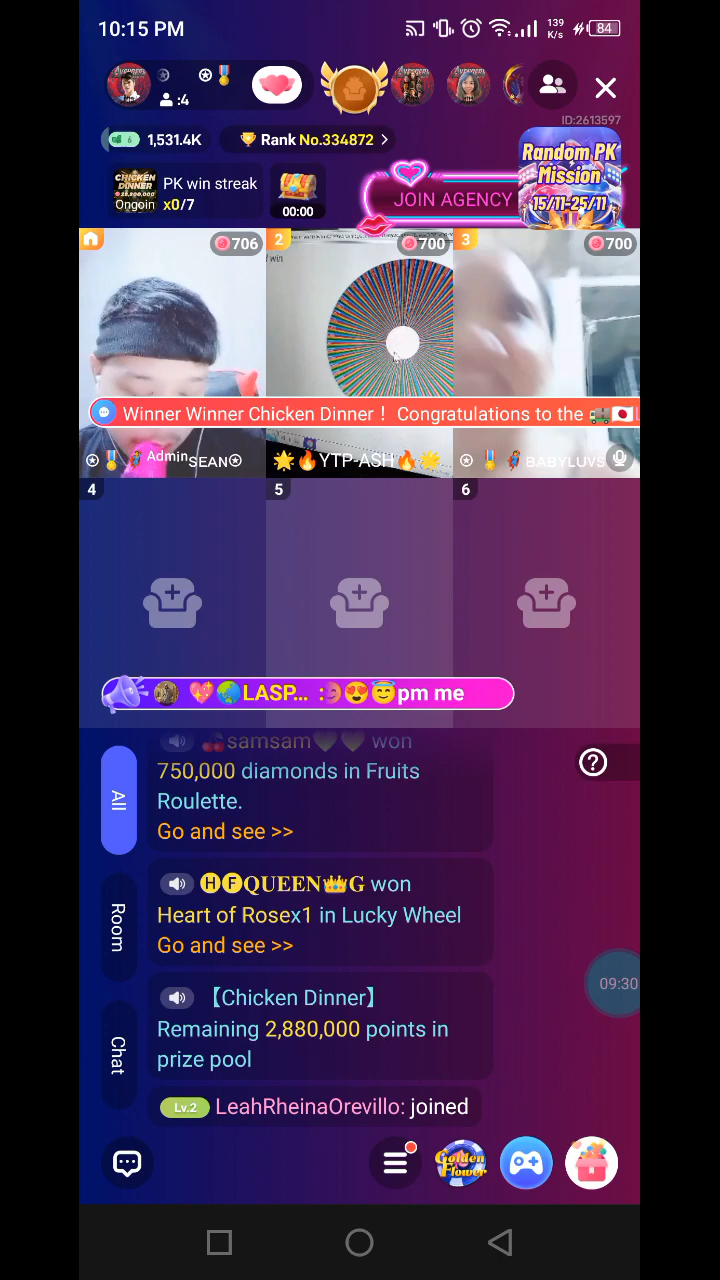 10:15 PM
139
K/s
84
:4
ID:2613597
6
1,531.4K
Rank No.334872 >
Random PK
Mission
15/11-25/11
CHICKEN
DINNER
Ongoin
PK win streak
x0/7
00:00
JOIN AGENCY
706
2
700
3
700
win
Winner Winner Chicken Dinner！ Congratulations to the
Admin SEAN
YTP-ASH
BABYLUVS
4
5
6
LASP... :pm me
samsam won
750,000 diamonds in Fruits
Roulette.
Go and see >>
All
🅗🅕QUEEN👑G won
Heart of Rosex1 in Lucky Wheel
Go and see >>
Room
【Chicken Dinner】
Remaining 2,880,000 points in
prize pool
09:30
Chat
Lv.2 LeahRheinaOrevillo: joined
Golden
Flower